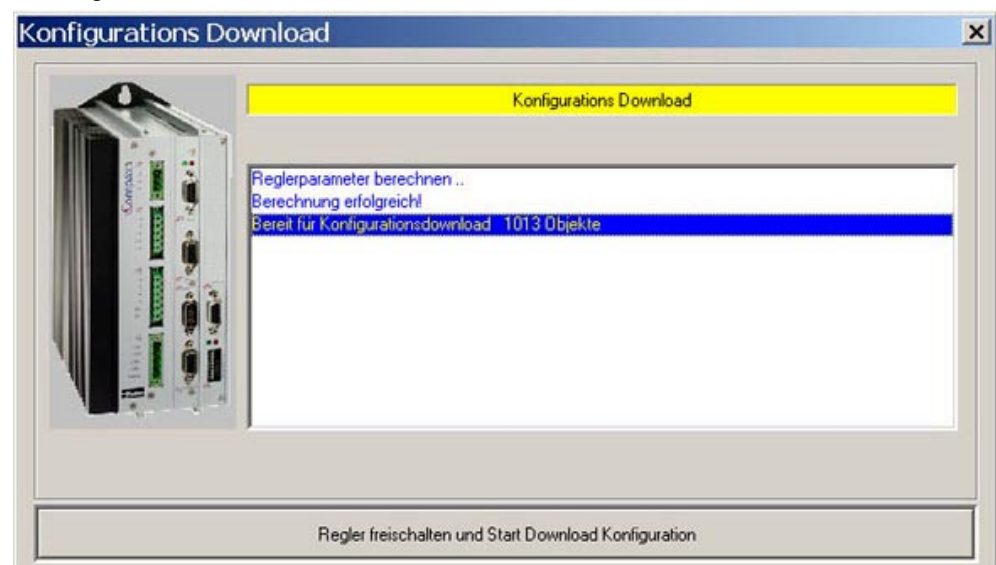 Konfigurations Download
Konfigurations Download
Reglerparameter berechnen ..
Berechnung erfolgreich!
Bereit für Konfigurationsdownload 1013 Objekte
Regler freischalten und Start Download Konfiguration